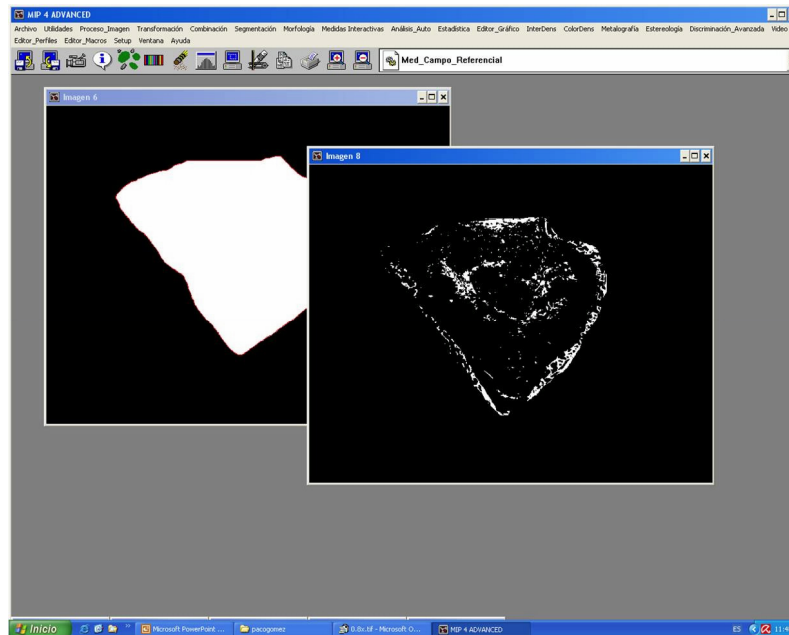 MIP 4 ADVANCED
Archivo Utilidades Proceso_Imagen Transformación Combinación Segmentación Morfología Medidas Interactivas Análisis_Auto Estadística Editor_Gráfico InterDens ColorDens Metalografía Estereología Discriminación_Avanzada Video
Editor_Perfiles Editor_Macros Setup Ventana Ayuda
Med_Campo_Referencial
Imagen 6
Imagen 8
Inicio » Microsoft PowerPoint ... pacogomez 0.8x.tif - Microsoft O... MIP 4 ADVANCED ES 11:4